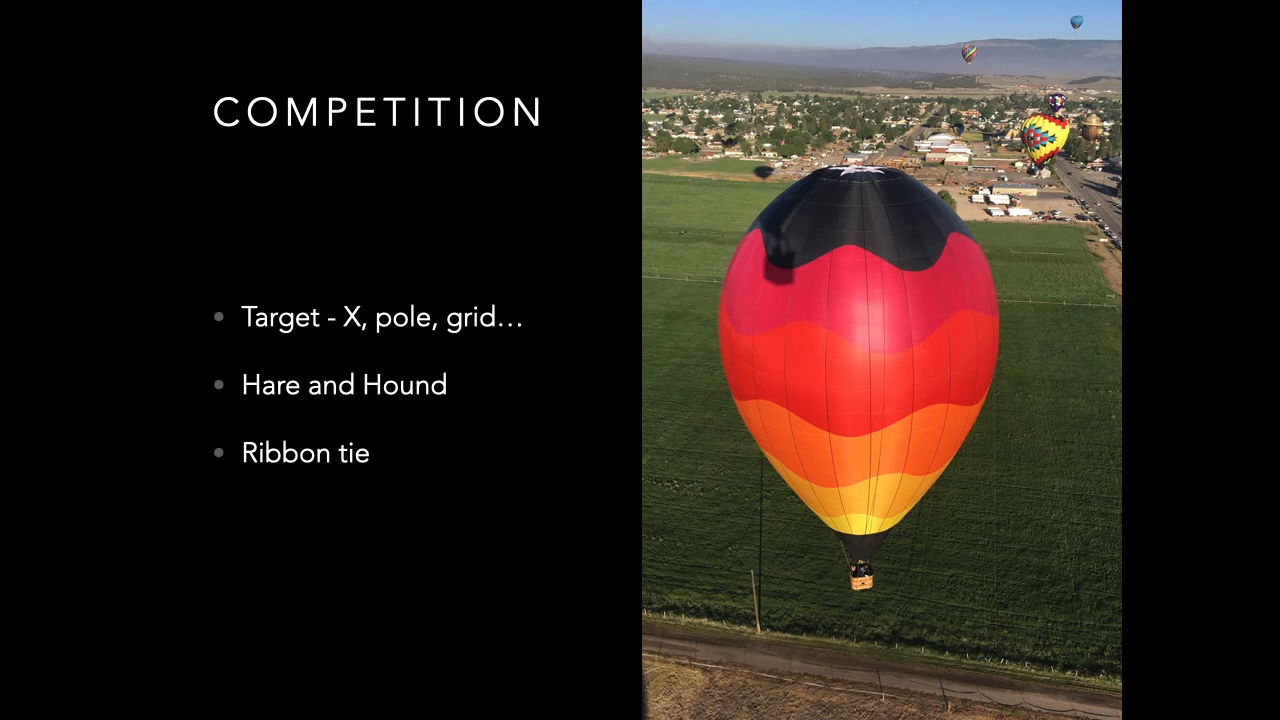 COMPETITION
Target - X, pole, grid…
Hare and Hound
Ribbon tie